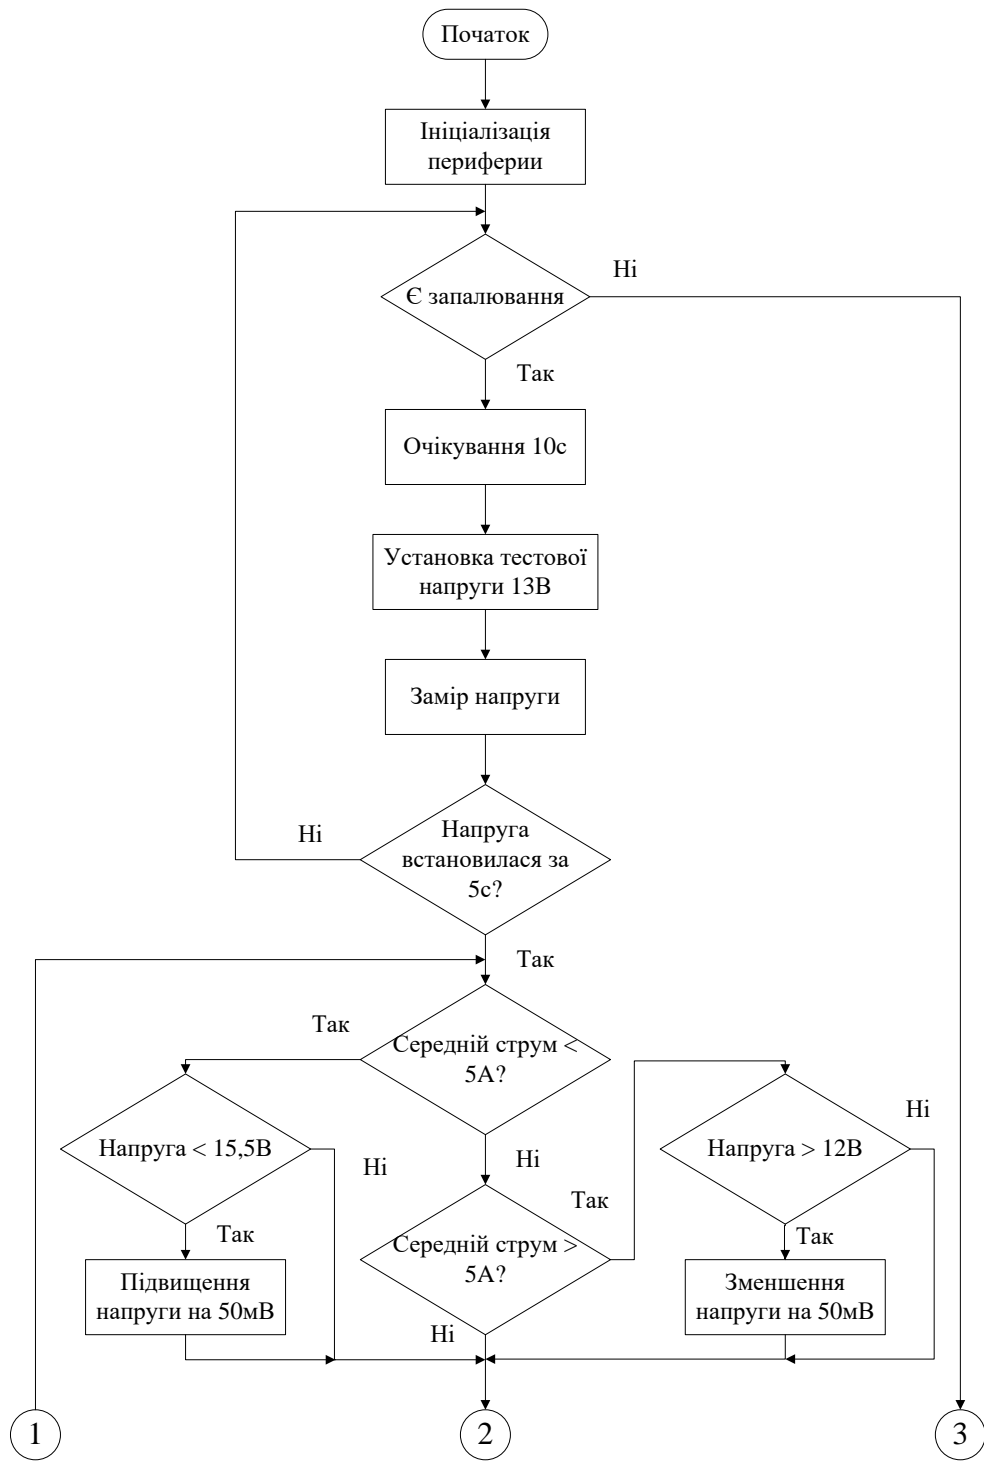 Початок
Ініціалізація
периферии
Є запалювання
Ні
Так
Очікування 10с
Установка тестової
напруги 13В
Замір напруги
Напруга
встановилася за
5с?
Ні
Так
Середній струм <
5А?
Так
Ні
Напруга < 15,5В
Ні
Так
Підвищення
напруги на 50мВ
Середній струм >
5А?
Так
Ні
Напруга > 12В
Ні
Так
Зменшення
напруги на 50мВ
1
2
3